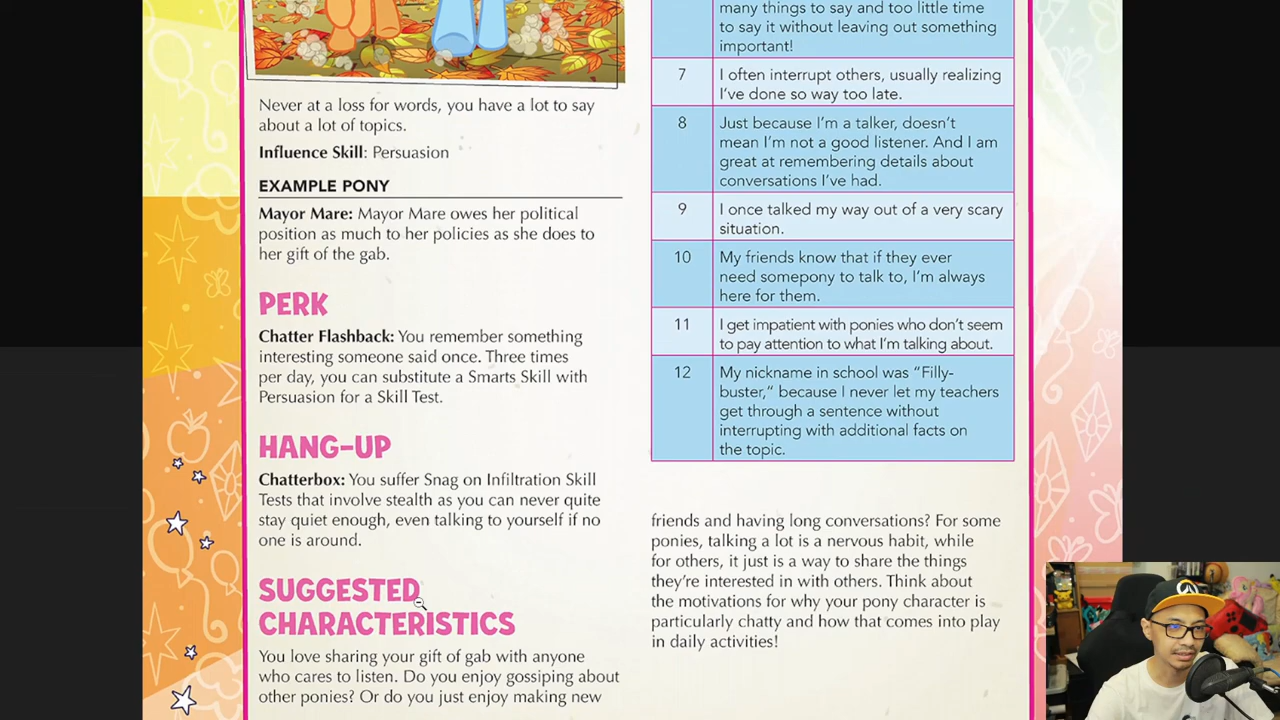 Never at a loss for words, you have a lot to say
about a lot of topics.
Influence Skill: Persuasion
EXAMPLE PONY
Mayor Mare: Mayor Mare owes her political
position as much to her policies as she does to
her gift of the gab.
PERK
Chatter Flashback: You remember something
interesting someone said once. Three times
per day, you can substitute a Smarts Skill with
Persuasion for a Skill Test.
HANG-UP
Chatterbox: You suffer Snag on Infiltration Skill
Tests that involve stealth as you can never quite
stay quiet enough, even talking to yourself if no
one is around.
SUGGESTED
CHARACTERISTICS
You love sharing your gift of gab with anyone
who cares to listen. Do you enjoy gossiping about
other ponies? Or do you just enjoy making new
many things to say and too little time
to say it without leaving out something
important!
7 I often interrupt others, usually realizing
I've done so way too late.
8 Just because I'm a talker, doesn't
mean I'm not a good listener. And I am
great at remembering details about
conversations I've had.
9 I once talked my way out of a very scary
situation.
10 My friends know that if they ever
need somepony to talk to, I'm always
here for them.
11 I get impatient with ponies who don't seem
to pay attention to what I'm talking about.
12 My nickname in school was “Filly-
buster,” because I never let my teachers
get through a sentence without
interrupting with additional facts on
the topic.
friends and having long conversations? For some
ponies, talking a lot is a nervous habit, while
for others, it just is a way to share the things
they're interested in with others. Think about
the motivations for why your pony character is
particularly chatty and how that comes into play
in daily activities!